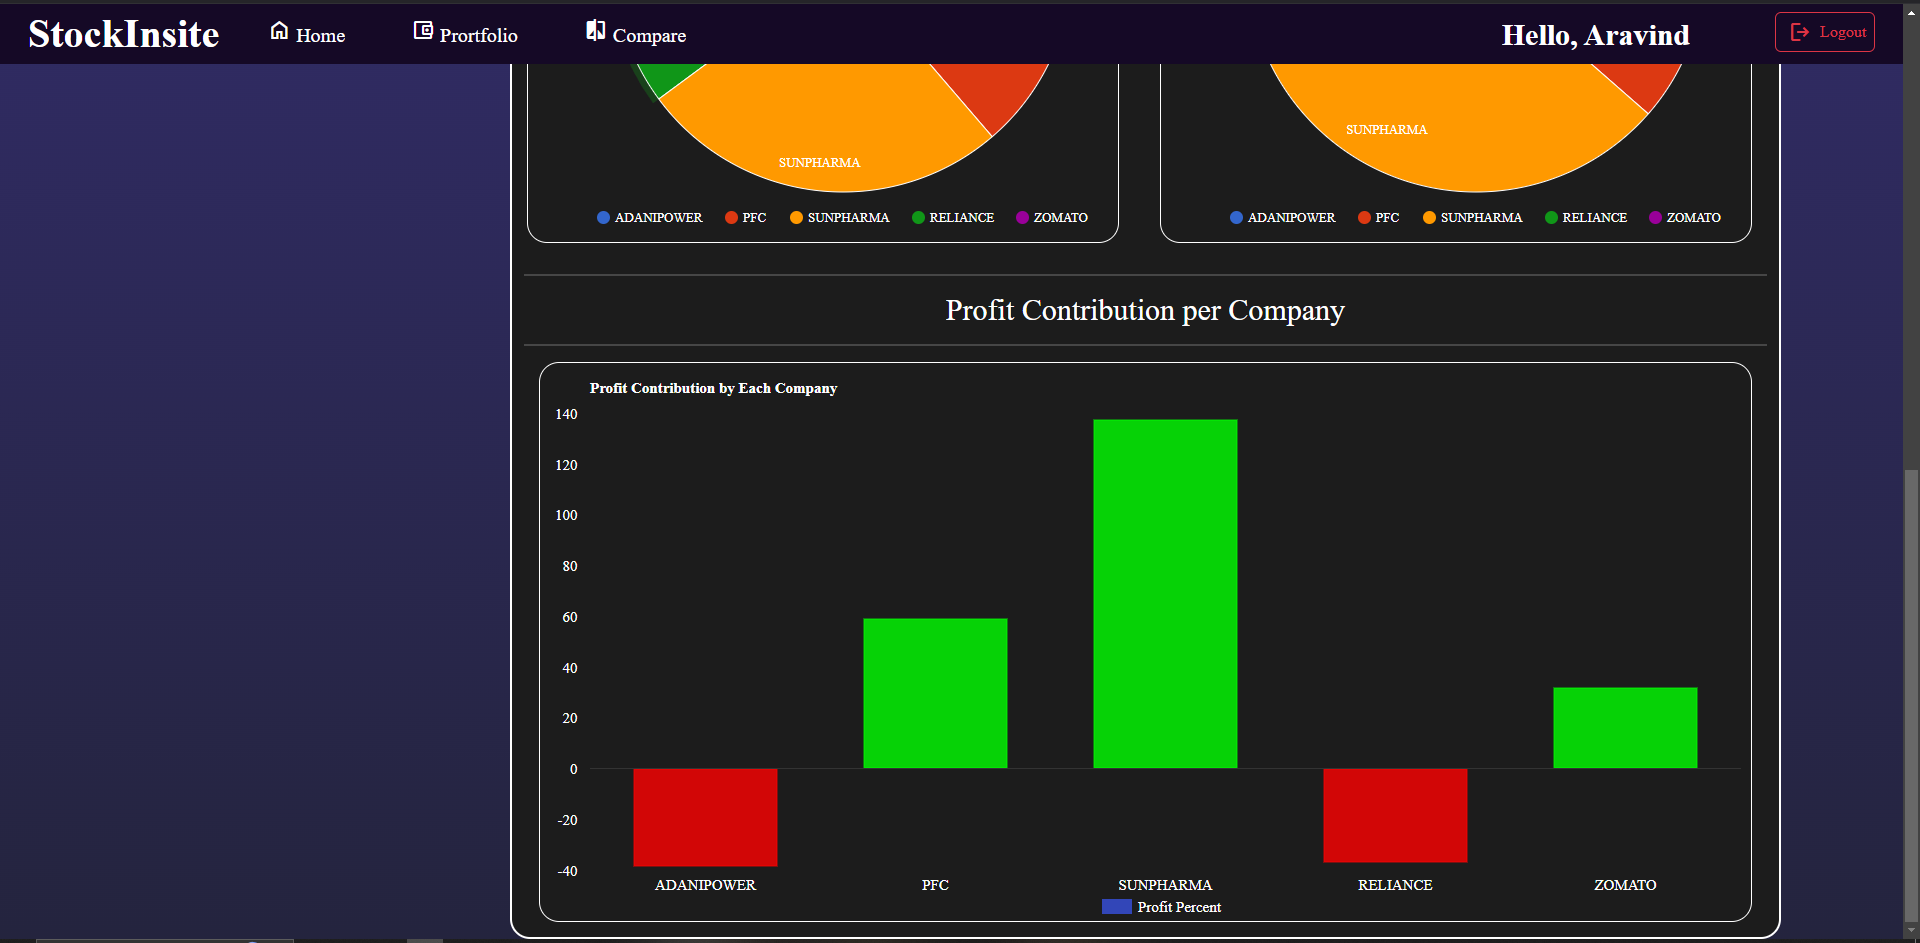 StockInsite Home Prortfolio Compare Hello, Aravind Logout
SUNPHARMA SUNPHARMA
ADANIPOWER PFC SUNPHARMA RELIANCE ZOMATO ADANIPOWER PFC SUNPHARMA RELIANCE ZOMATO
Profit Contribution per Company
Profit Contribution by Each Company
140
120
100
80
60
40
20
0
-20
-40
ADANIPOWER PFC SUNPHARMA RELIANCE ZOMATO
Profit Percent